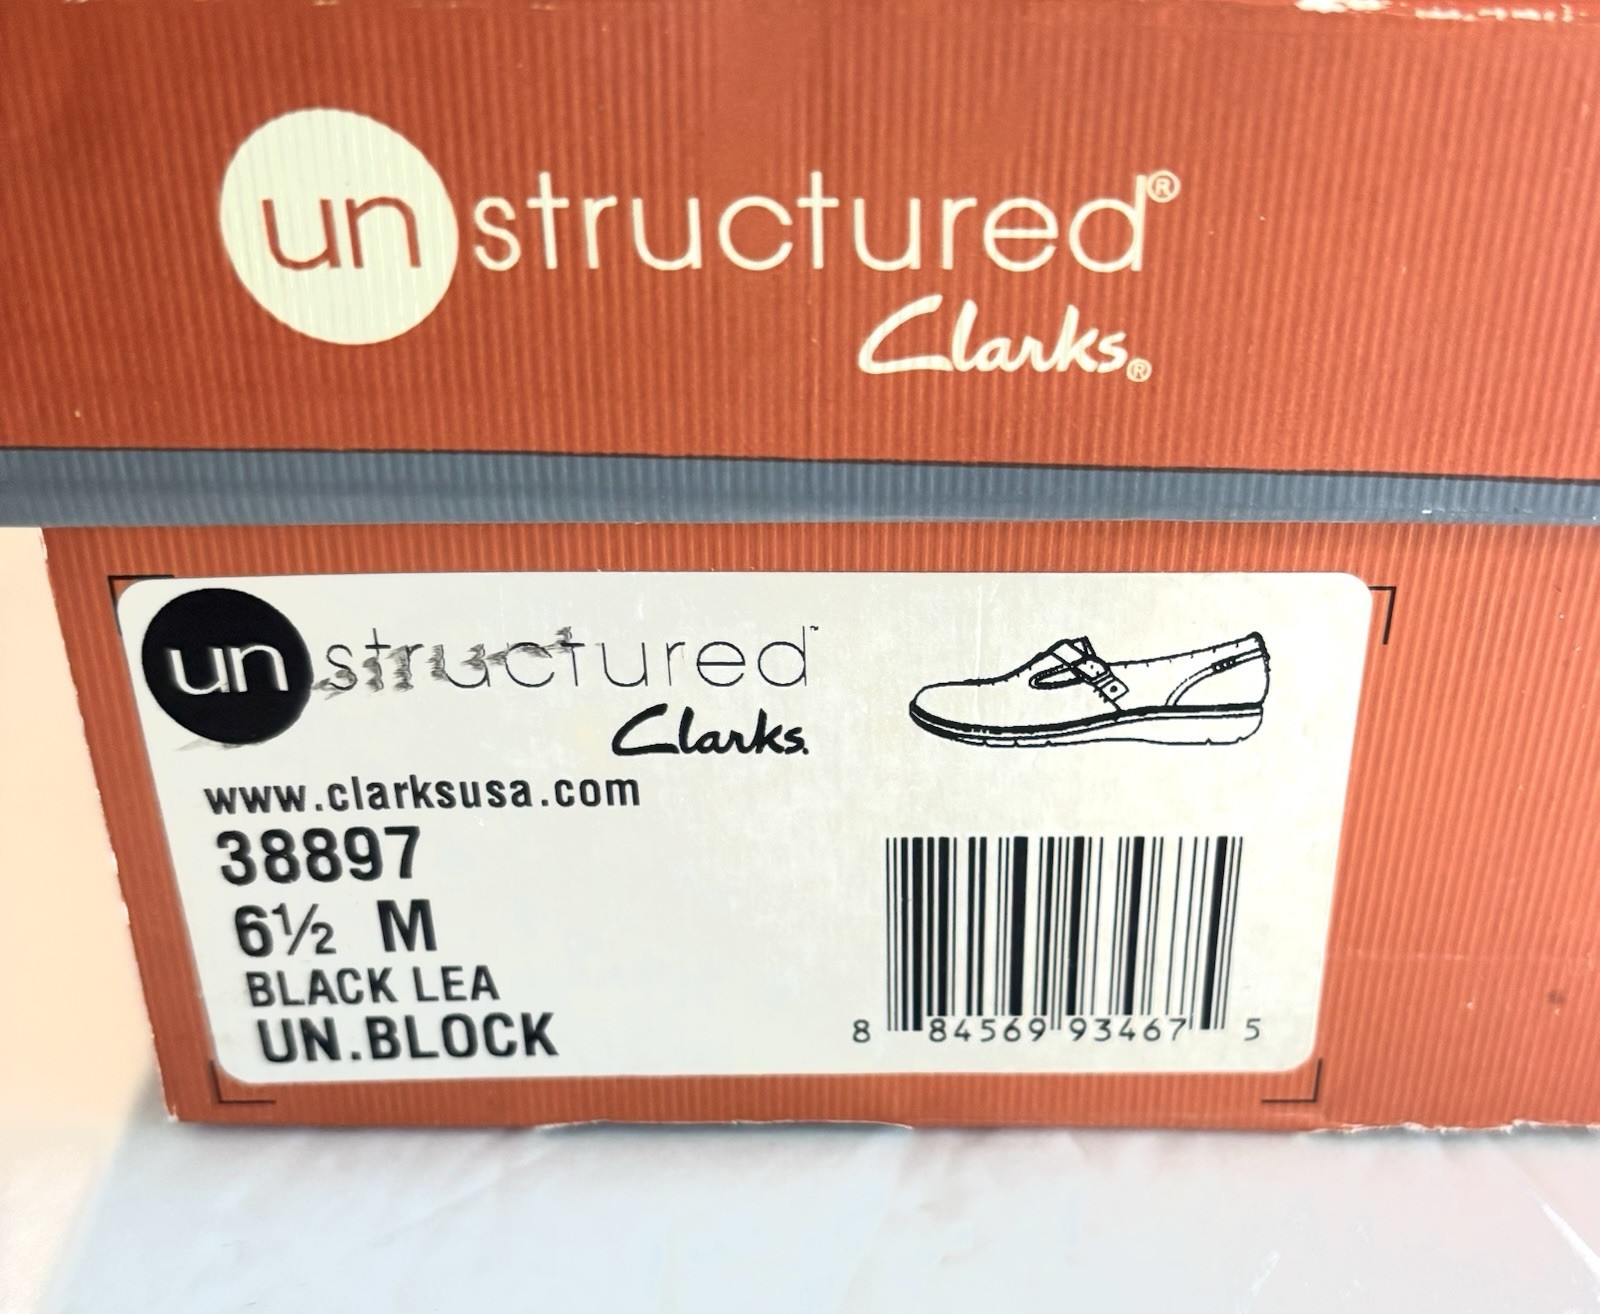 unstructured®
Clarks®
unstructured™
Clarks.
www.clarksusa.com
38897
6½ M
BLACK LEA
UN.BLOCK
8 84569 93467 5